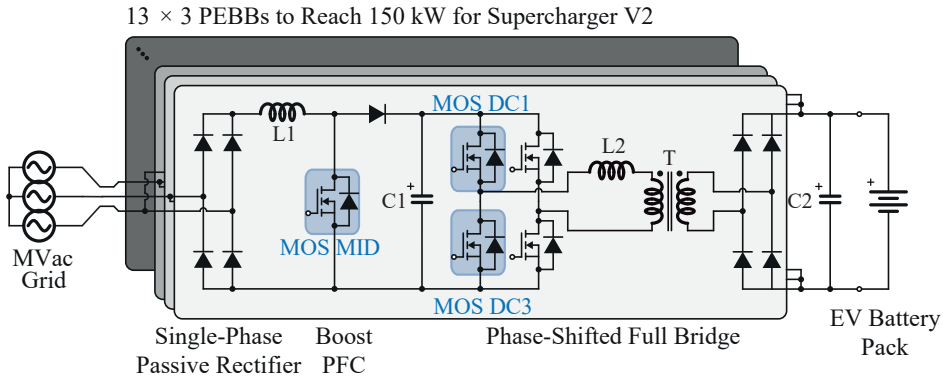 13 × 3 PEBBs to Reach 150 kW for Supercharger V2
MOS DC1
L1
L2
T
+
C1
+
C2
+
MOS MID
MVac
Grid
MOS DC3
Single-Phase
Passive Rectifier
Boost
PFC
Phase-Shifted Full Bridge
EV Battery
Pack